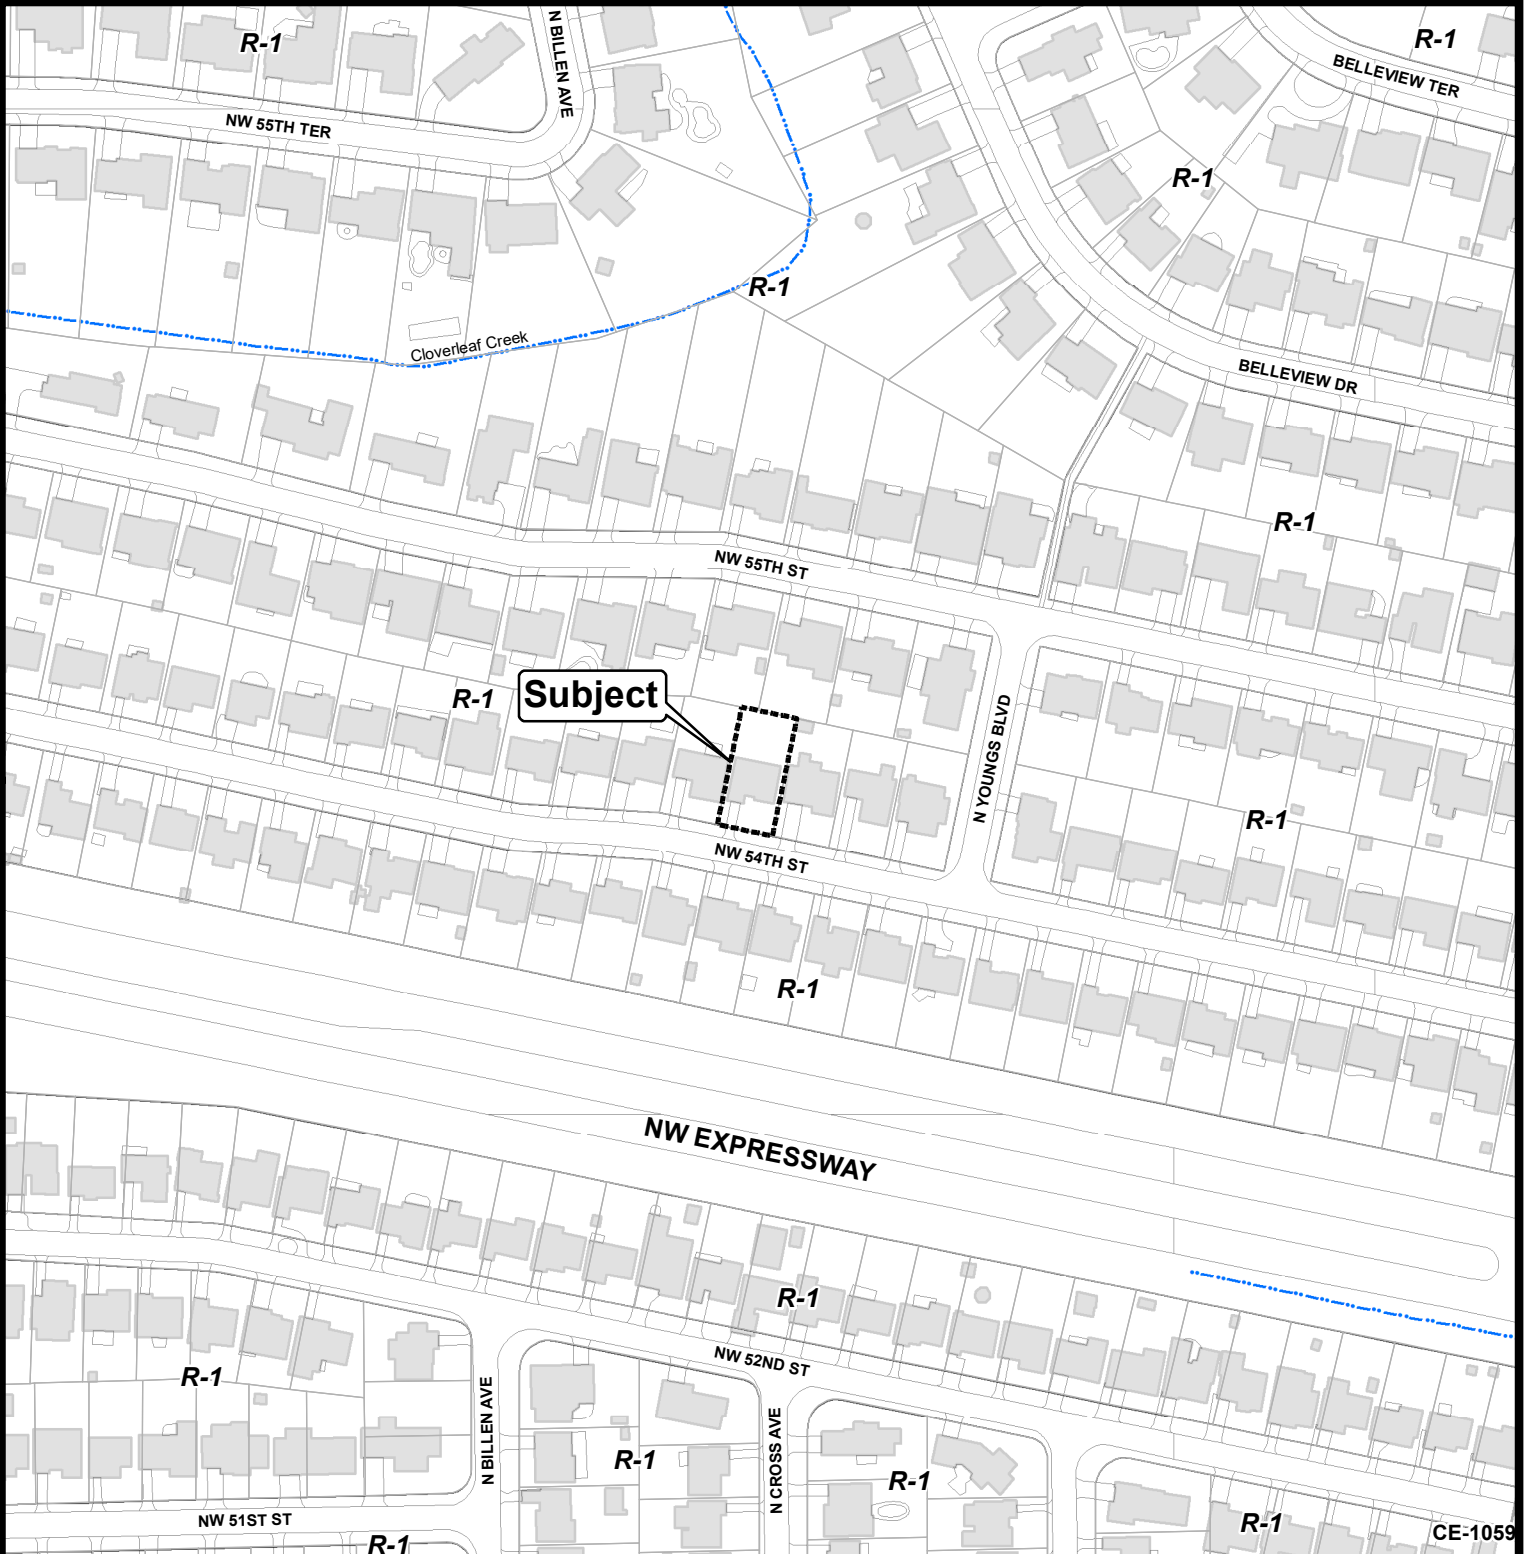 R-1
N BILLEN AVE
R-1
BELLEVIEW TER
NW 55TH TER
R-1
R-1
Cloverleaf Creek
BELLEVIEW DR
R-1
NW 55TH ST
R-1
Subject
N YOUNGS BLVD
R-1
NW 54TH ST
R-1
NW EXPRESSWAY
R-1
NW 52ND ST
R-1
N BILLEN AVE
N CROSS AVE
R-1
R-1
NW 51ST ST
R-1
R-1
CE-1059